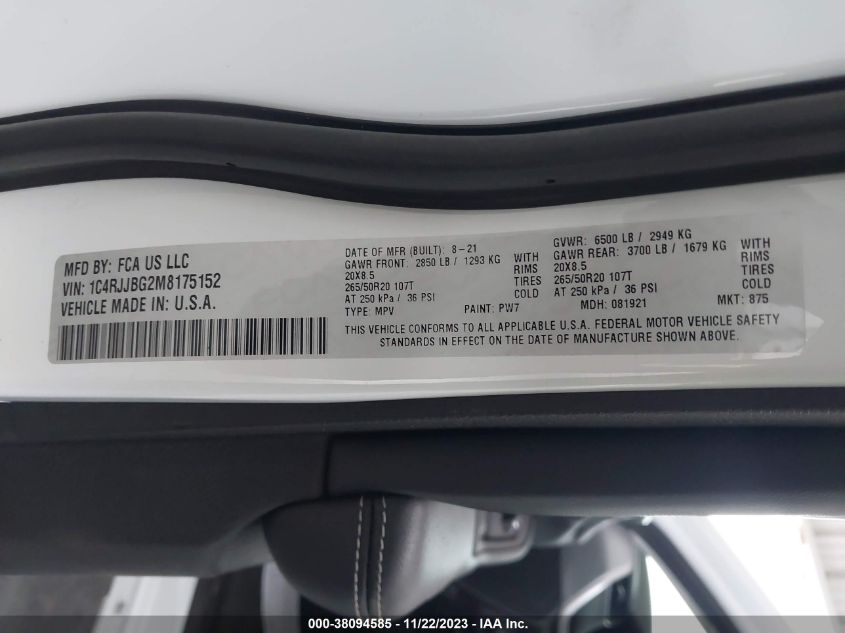 MFD BY: FCA US LLC
VIN: 1C4RJJBG2M8175152
VEHICLE MADE IN: U.S.A.
DATE OF MFR (BUILT): 8-21
GAWR FRONT: 2850 LB / 1293 KG WITH
20X8.5 RIMS
265/50R20 107T TIRES
AT 250 kPa / 36 PSI COLD
TYPE: MPV PAINT: PW7
GVWR: 6500 LB / 2949 KG
GAWR REAR: 3700 LB / 1679 KG WITH
20X8.5 RIMS
265/50R20 107T TIRES
AT 250 kPa / 36 PSI COLD
MDH: 081921 MKT: 875
THIS VEHICLE CONFORMS TO ALL APPLICABLE U.S.A. FEDERAL MOTOR VEHICLE SAFETY
STANDARDS IN EFFECT ON THE DATE OF MANUFACTURE SHOWN ABOVE.
000-38094585 - 11/22/2023 - IAA Inc.